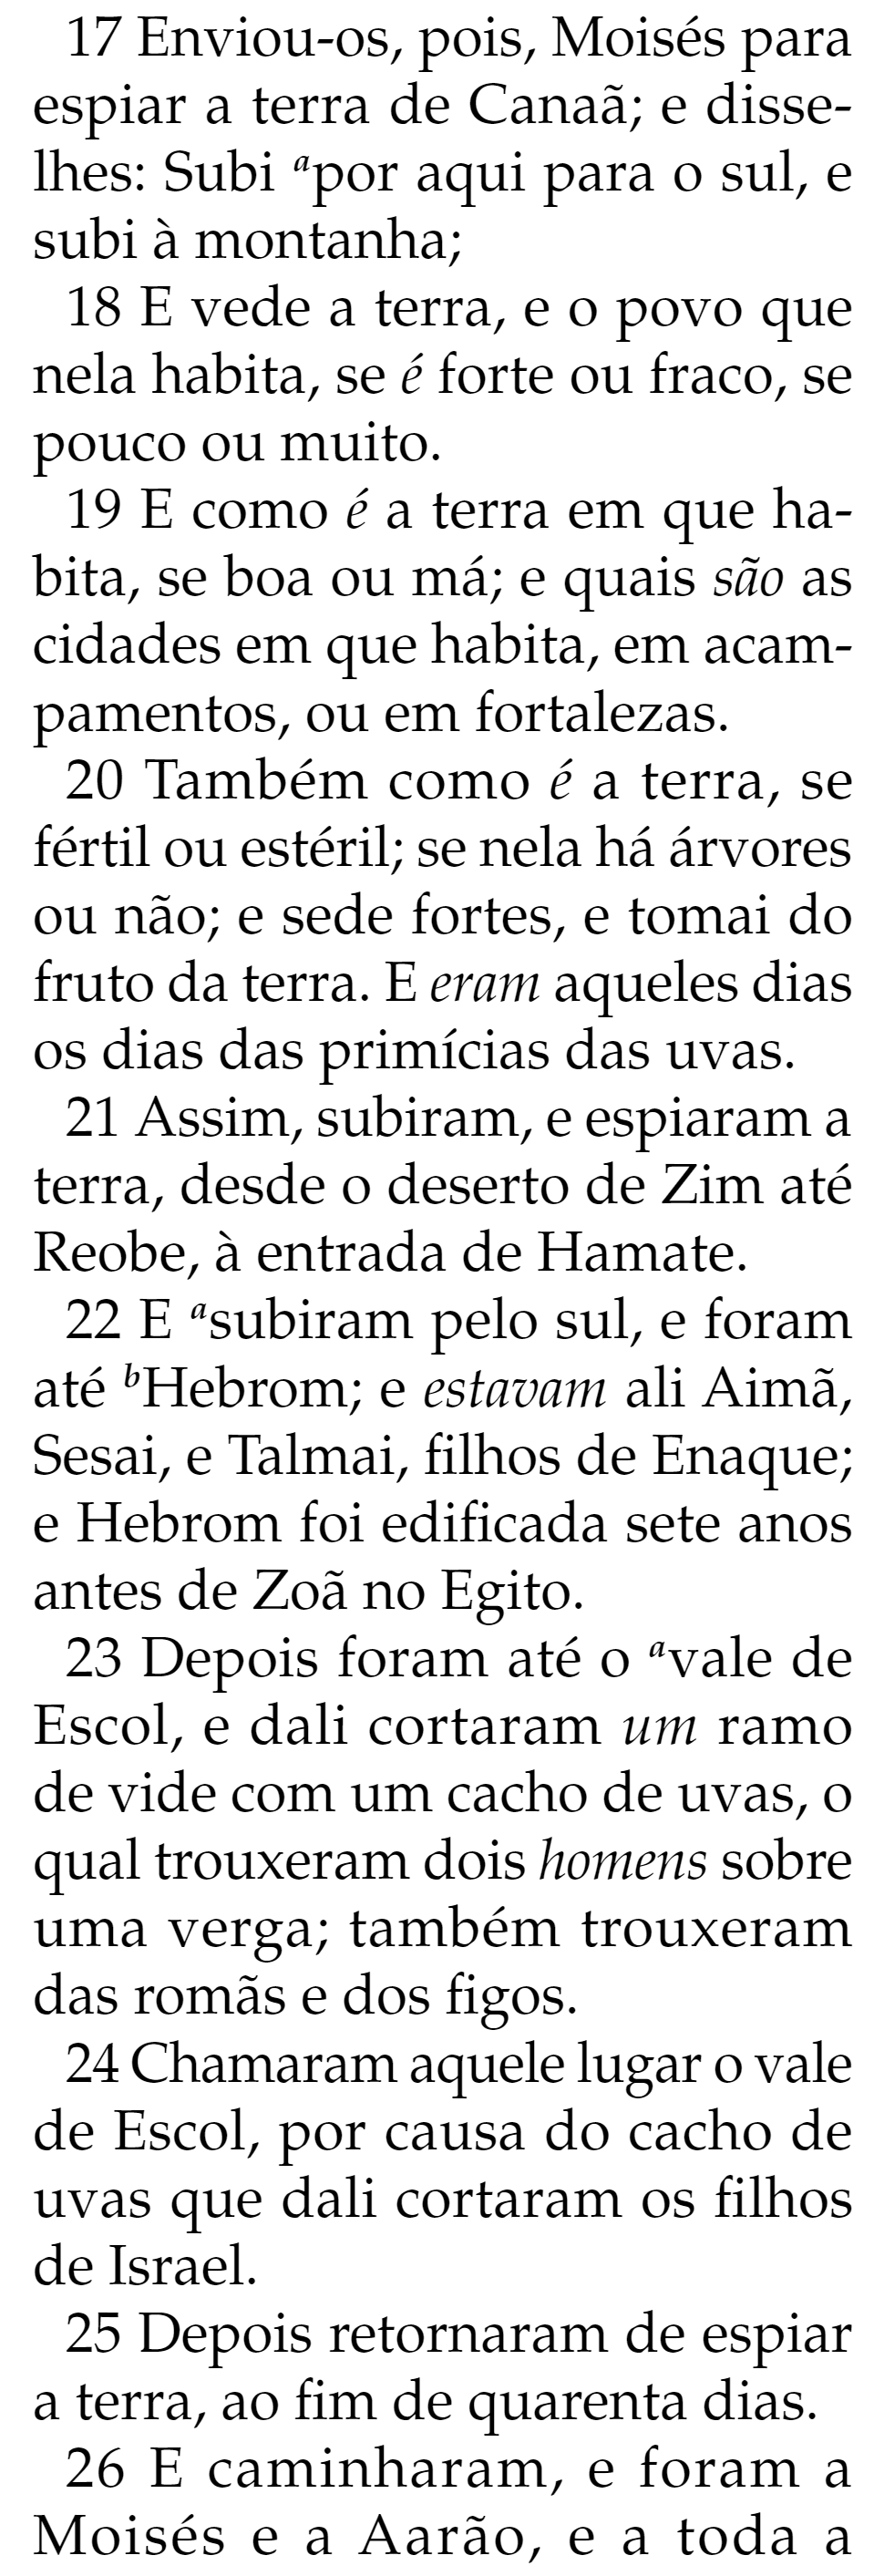 17 Enviou-os, pois, Moisés para
espiar a terra de Canaã; e disse-
lhes: Subi ᵃpor aqui para o sul, e
subi à montanha;
18 E vede a terra, e o povo que
nela habita, se é forte ou fraco, se
pouco ou muito.
19 E como é a terra em que ha-
bita, se boa ou má; e quais são as
cidades em que habita, em acam-
pamentos, ou em fortalezas.
20 Também como é a terra, se
fértil ou estéril; se nela há árvores
ou não; e sede fortes, e tomai do
fruto da terra. E eram aqueles dias
os dias das primícias das uvas.
21 Assim, subiram, e espiaram a
terra, desde o deserto de Zim até
Reobe, à entrada de Hamate.
22 E ᵃsubiram pelo sul, e foram
até ᵇHebrom; e estavam ali Aimã,
Sesai, e Talmai, filhos de Enaque;
e Hebrom foi edificada sete anos
antes de Zoã no Egito.
23 Depois foram até o ᵃvale de
Escol, e dali cortaram um ramo
de vide com um cacho de uvas, o
qual trouxeram dois homens sobre
uma verga; também trouxeram
das romãs e dos figos.
24 Chamaram aquele lugar o vale
de Escol, por causa do cacho de
uvas que dali cortaram os filhos
de Israel.
25 Depois retornaram de espiar
a terra, ao fim de quarenta dias.
26 E caminharam, e foram a
Moisés e a Aarão, e a toda a